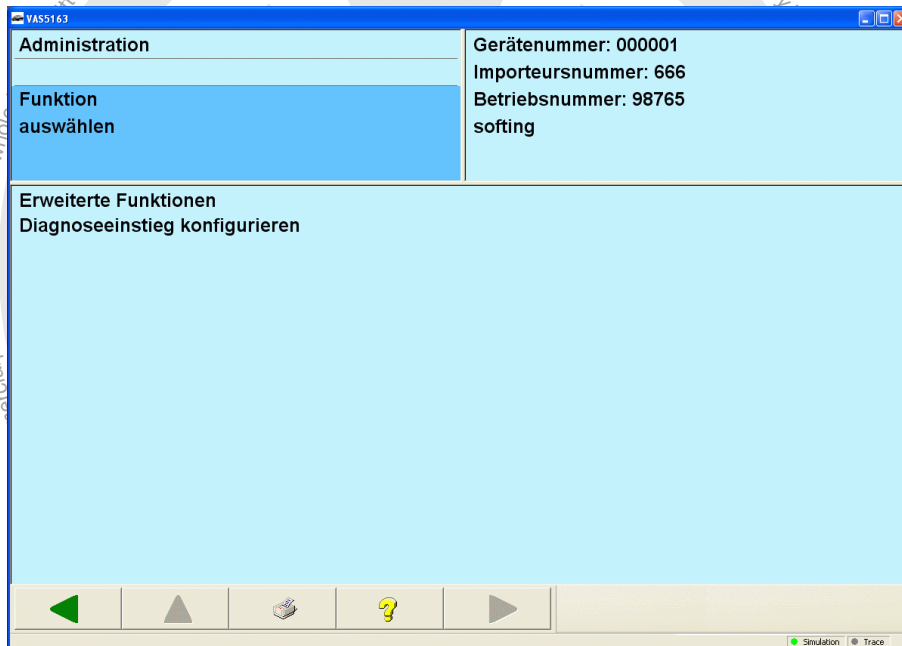 VAS5163
Administration
Funktion
auswählen
Gerätenummer: 000001
Importeursnummer: 666
Betriebsnummer: 98765
softing
Erweiterte Funktionen
Diagnoseeinstieg konfigurieren
Simulation
Trace